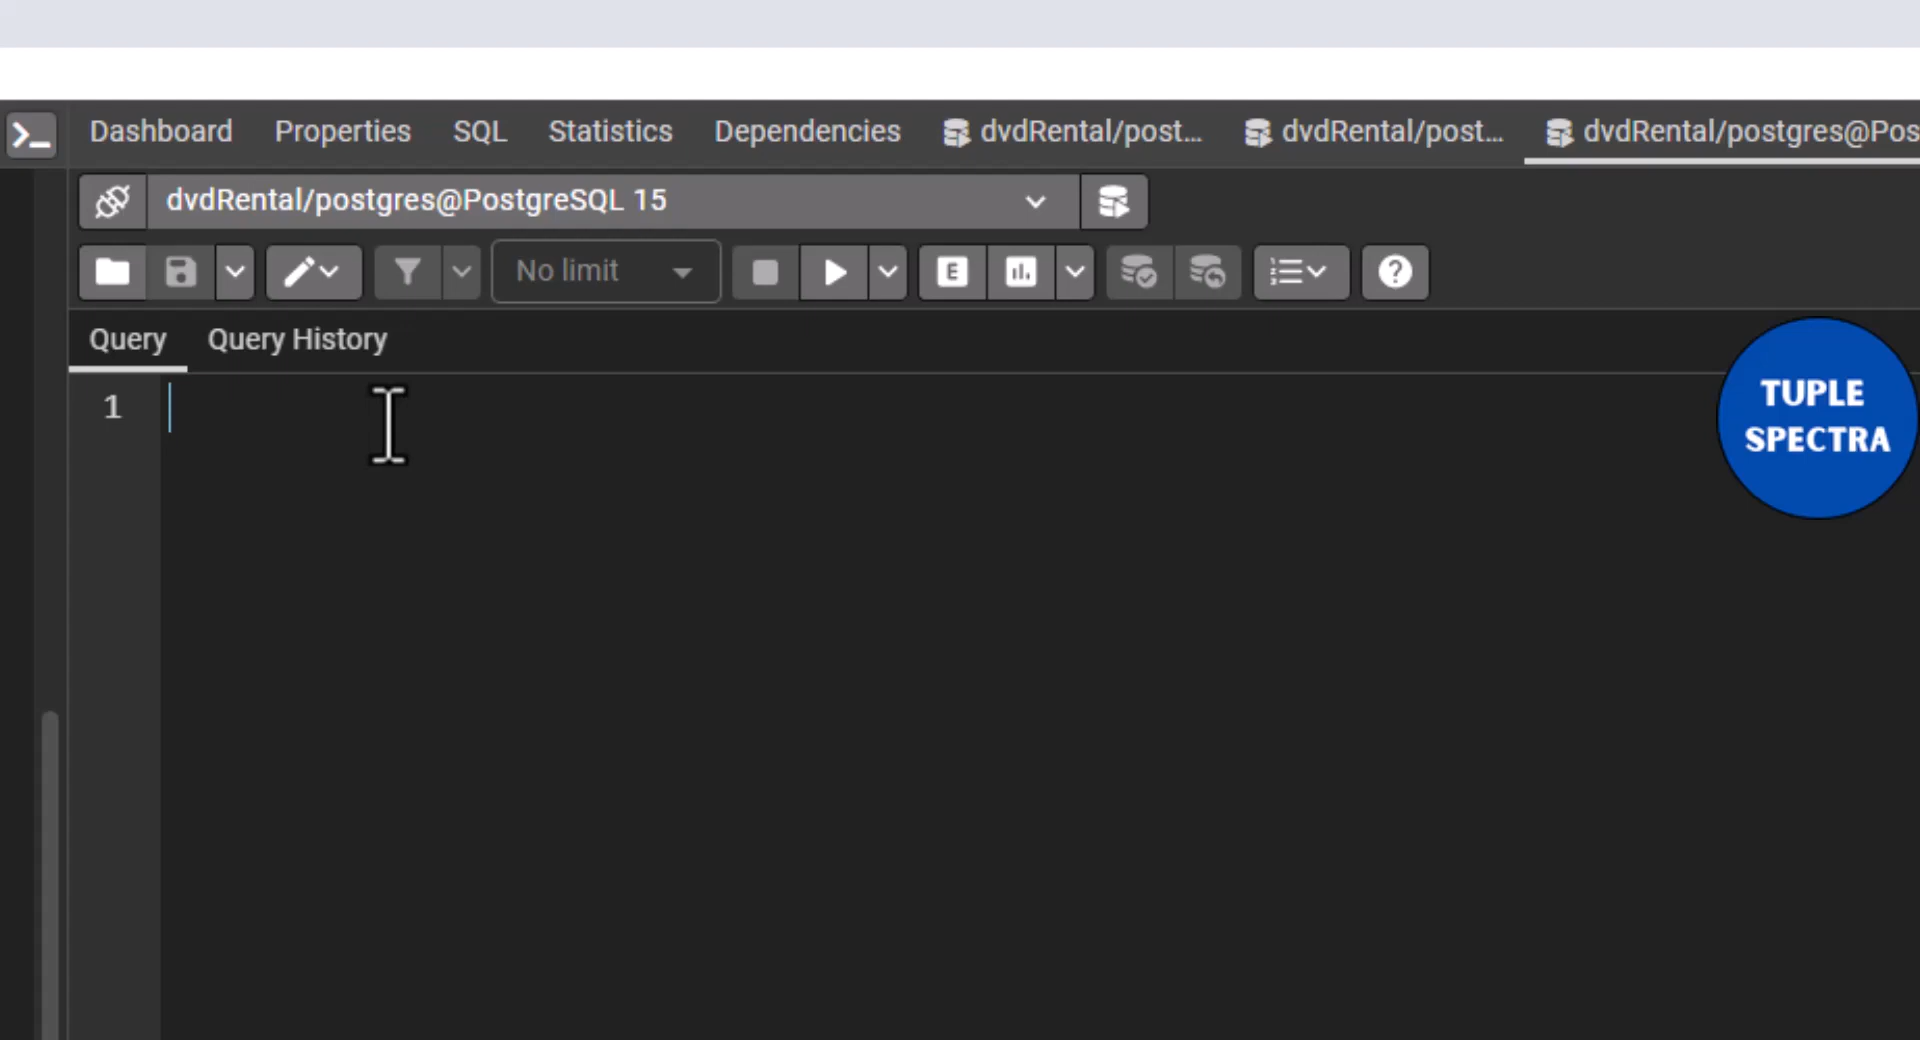 Dashboard Properties SQL Statistics Dependencies dvdRental/post... dvdRental/post... dvdRental/postgres@Pos
dvdRental/postgres@PostgreSQL 15
No limit E ?
Query Query History
1
TUPLE
SPECTRA